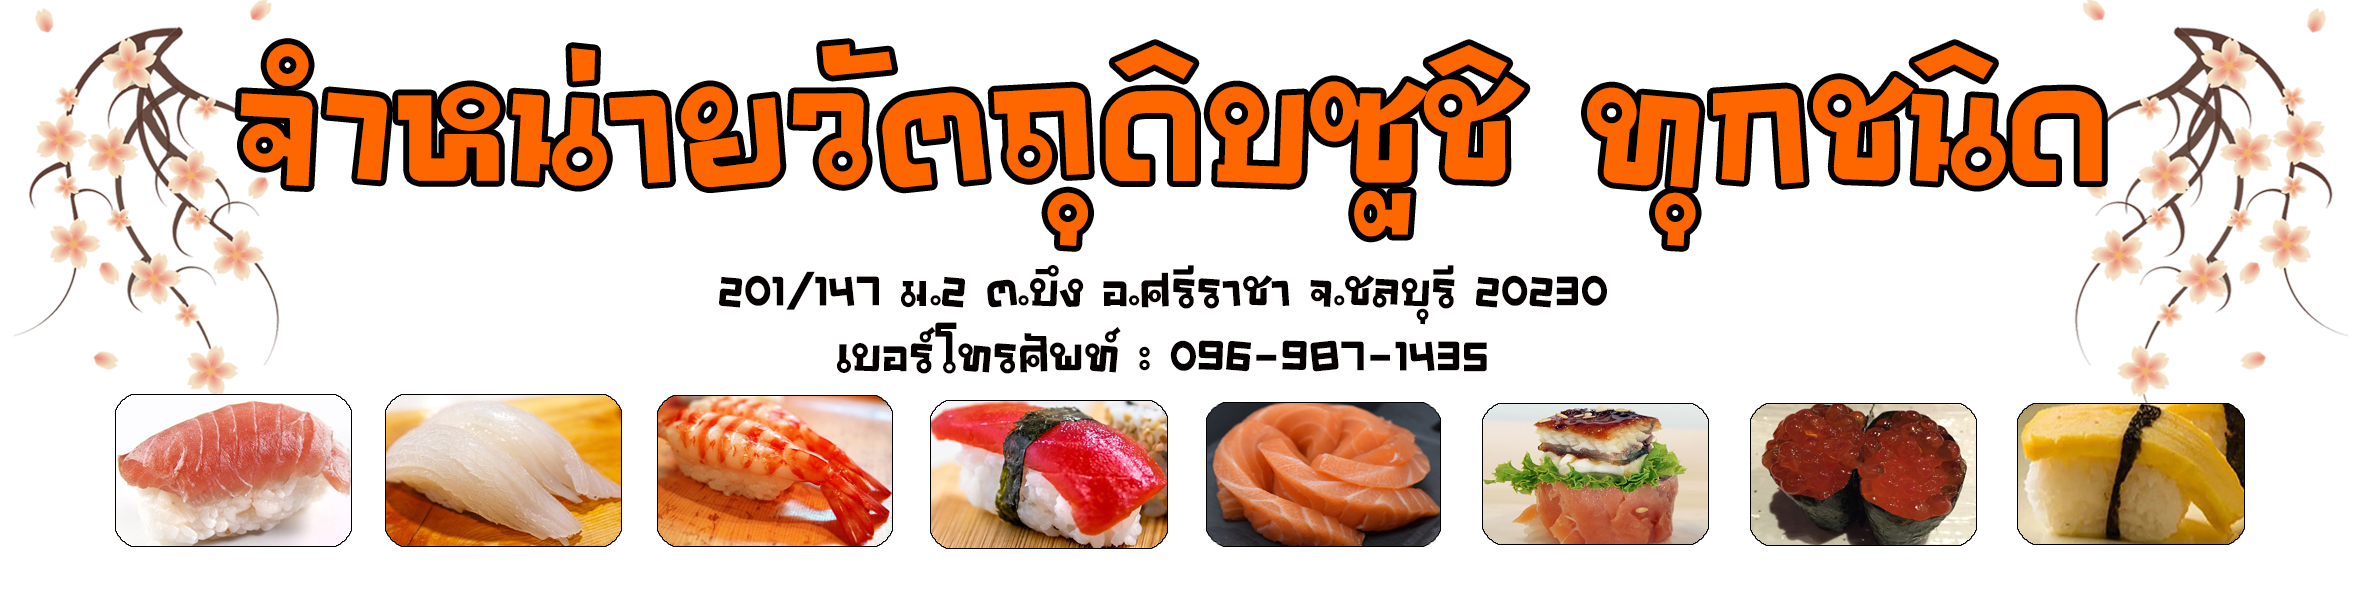 จำหน่ายวัตถุดิบซูชิ ทุกชนิด
201/147 ม.2 ต.บึง อ.ศรีราชา จ.ชลบุรี 20230
เบอร์โทรศัพท์ : 096-987-1435